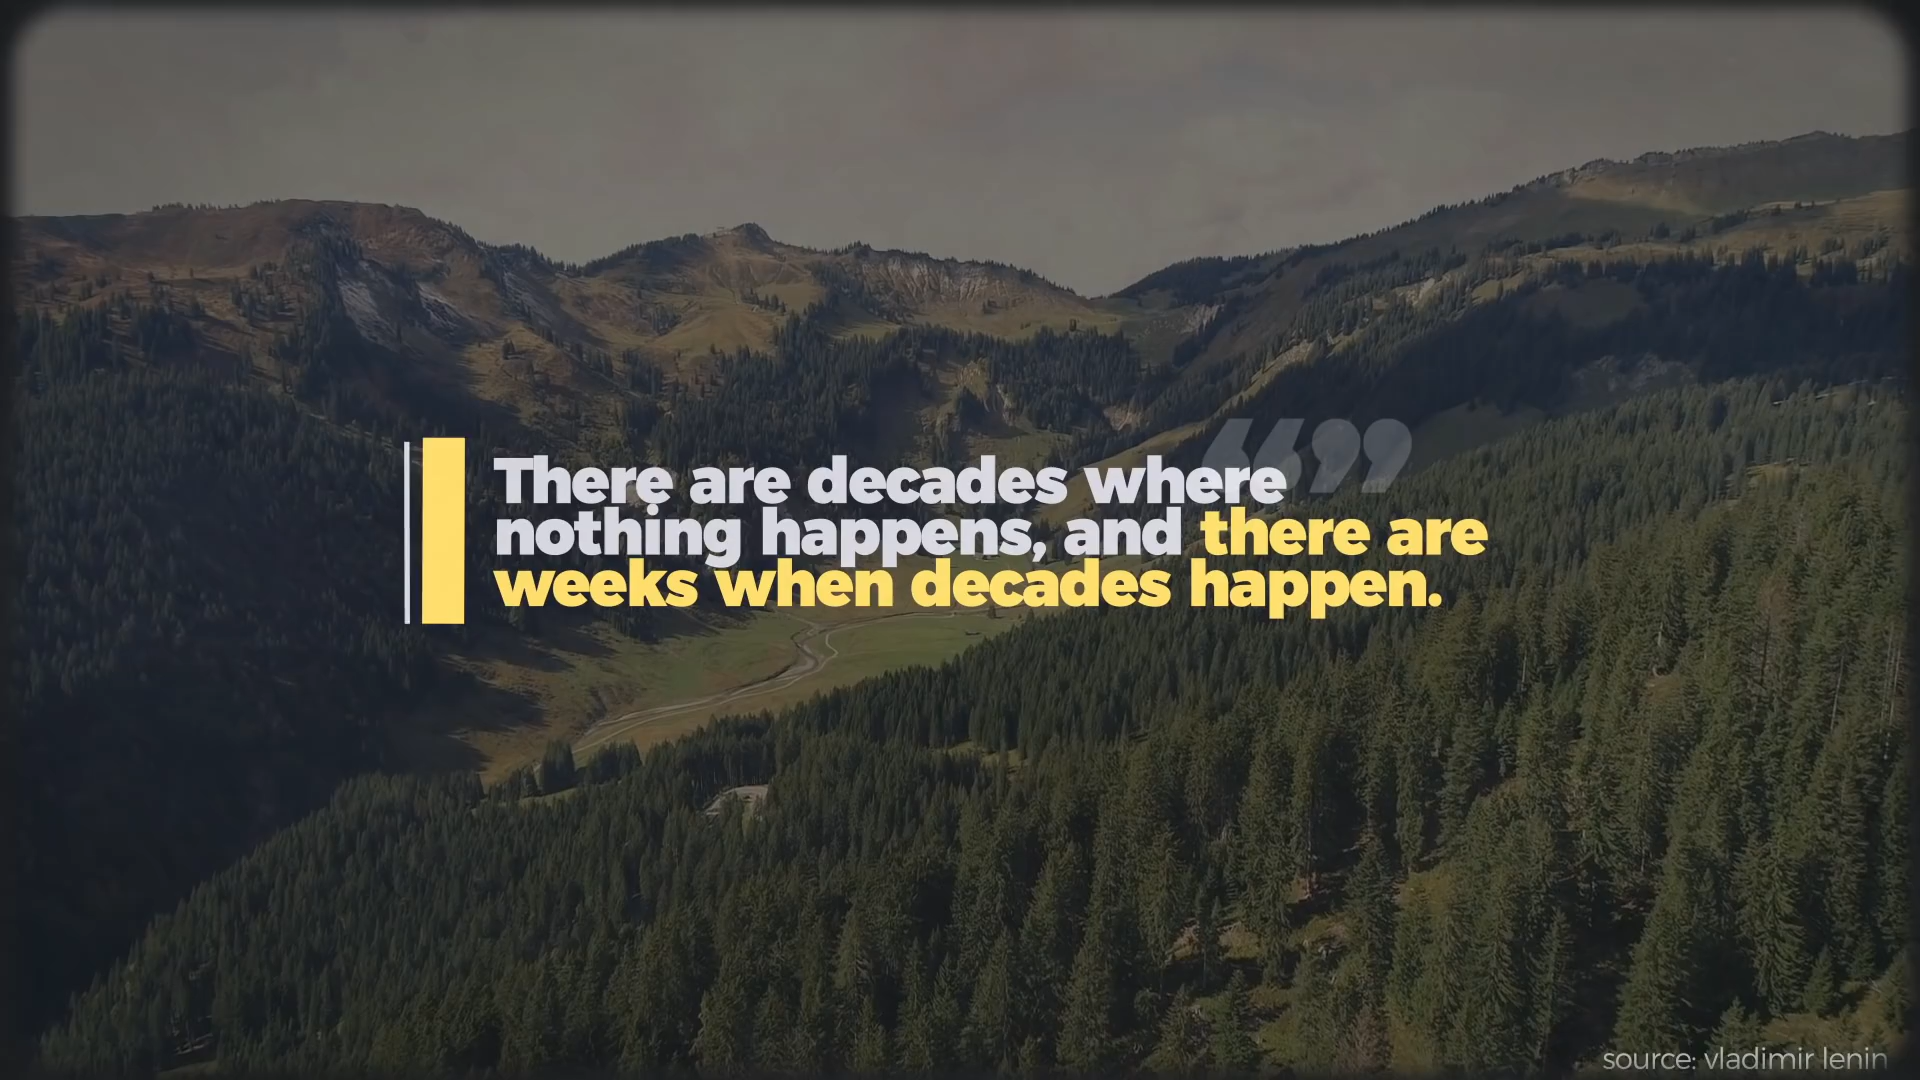 There are decades where
nothing happens, and there are
weeks when decades happen.
source: vladimir lenin